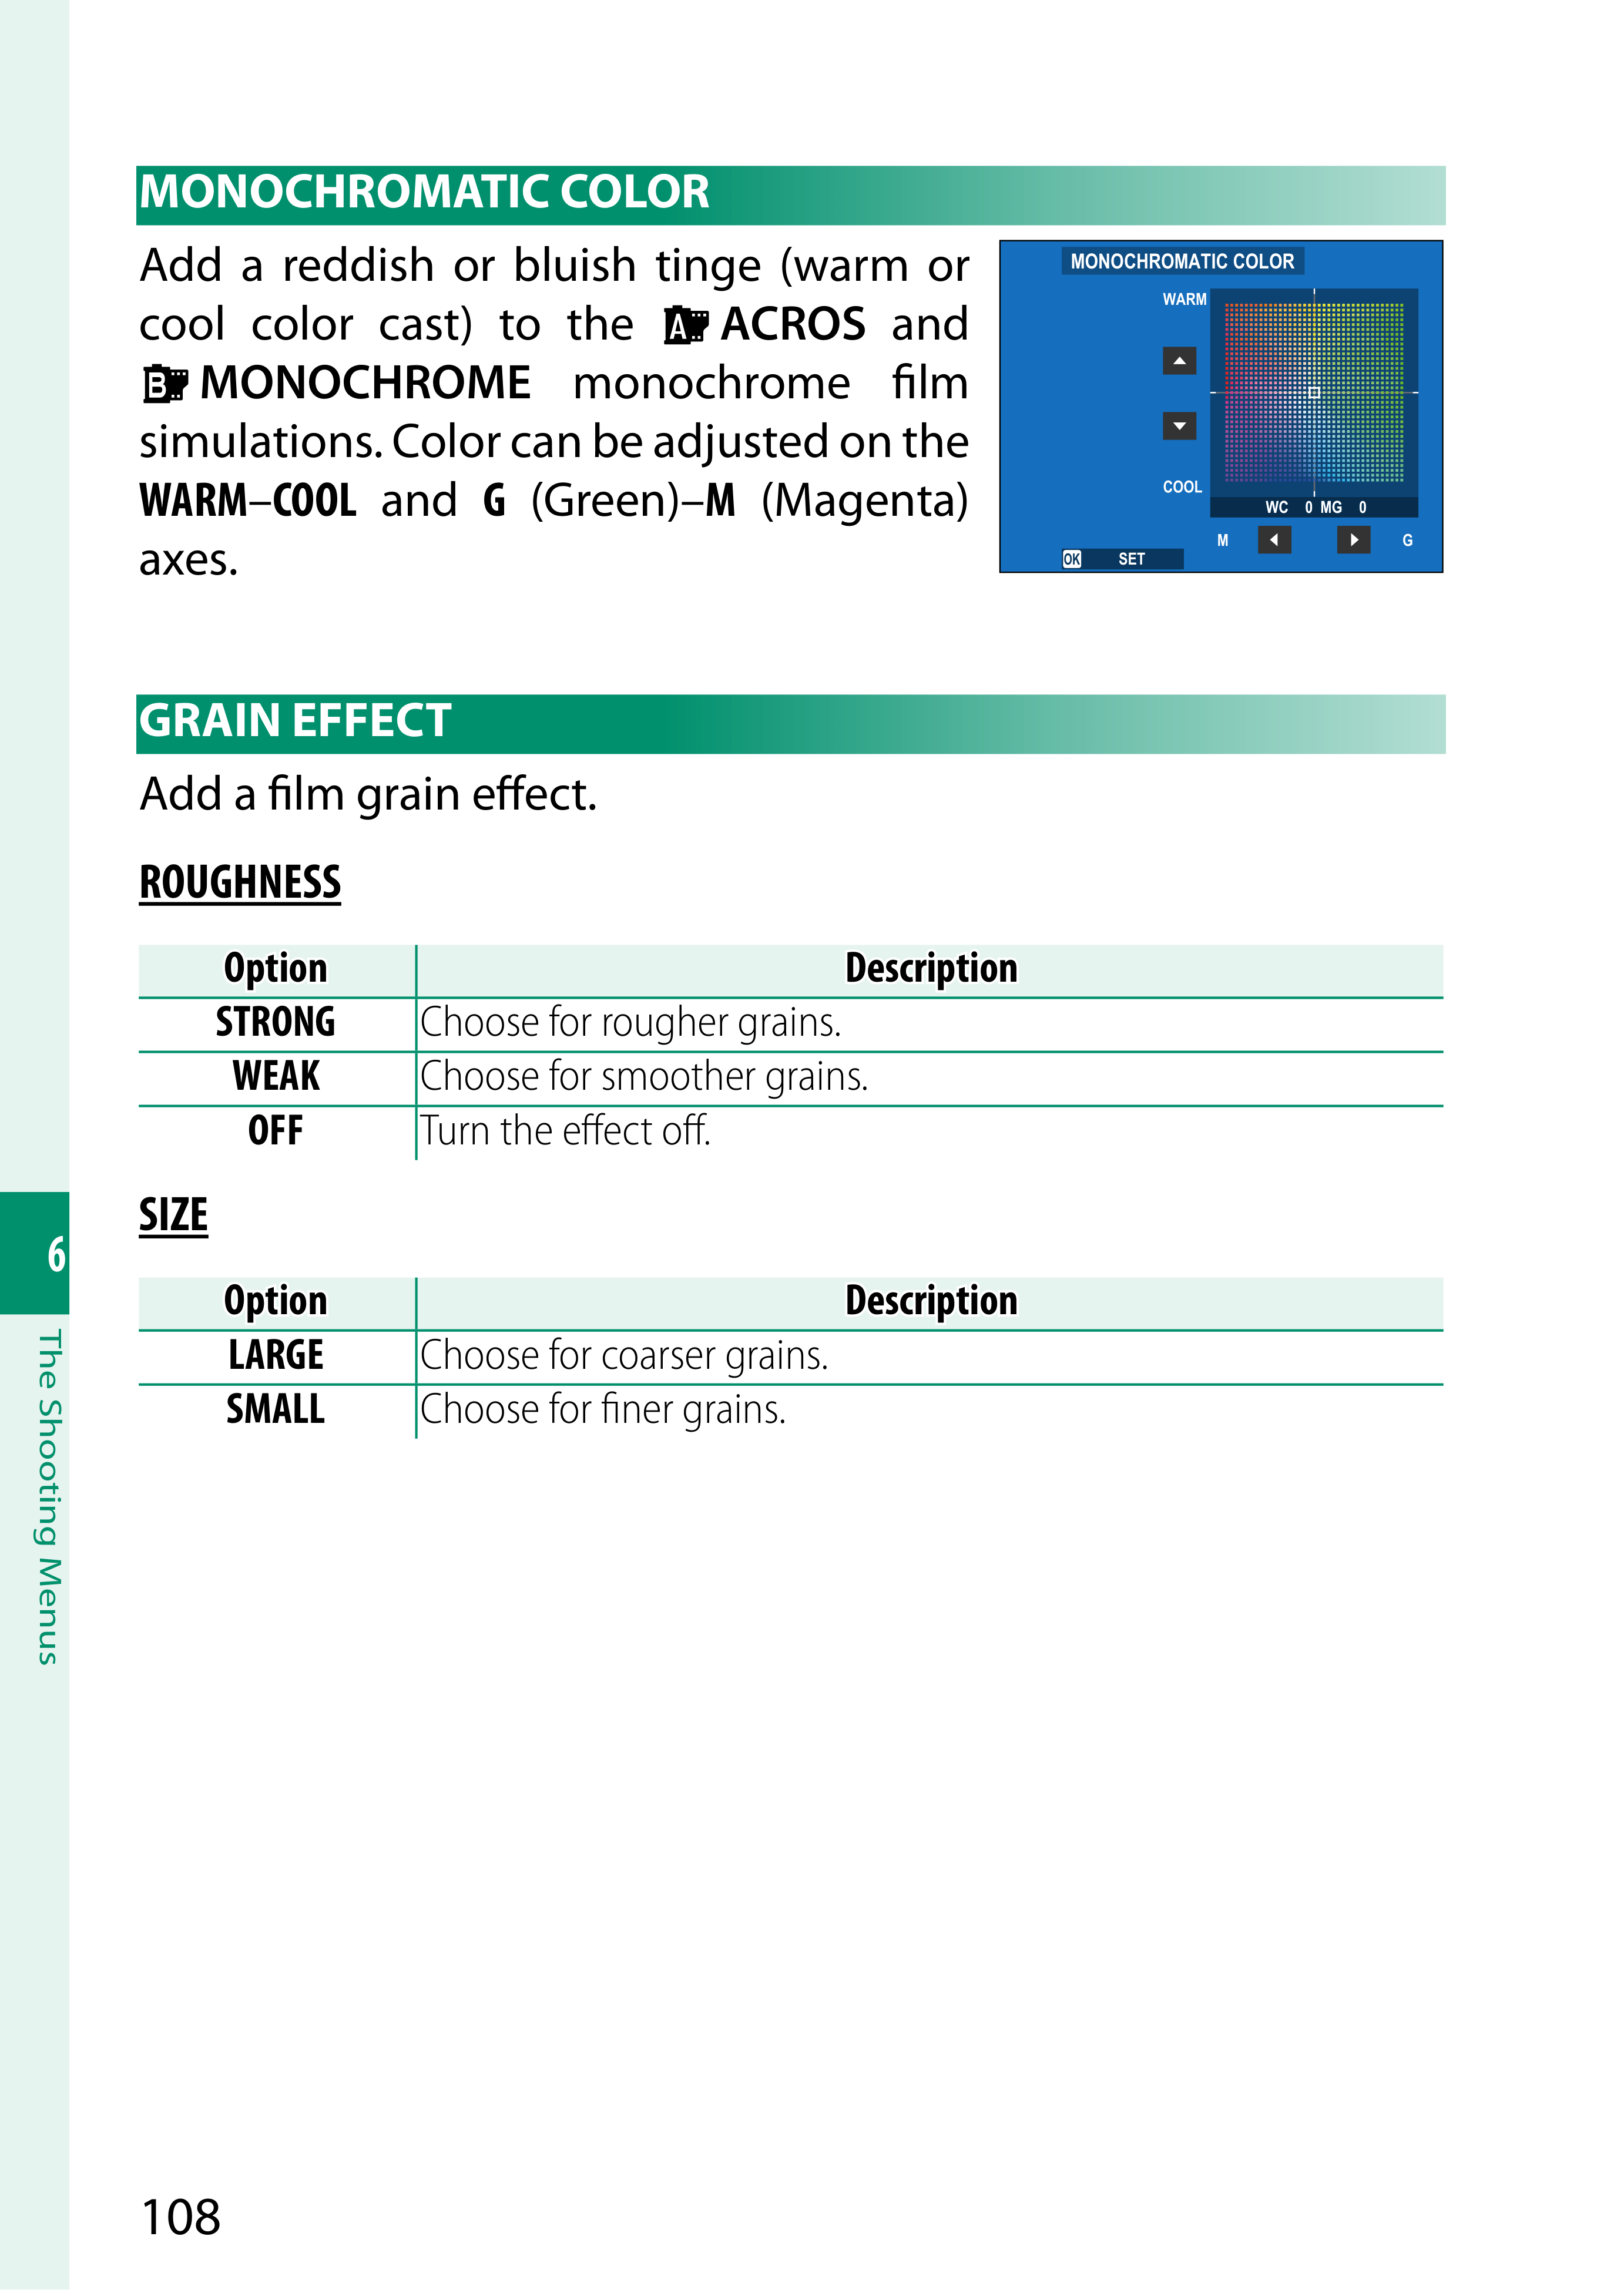 MONOCHROMATIC COLOR
Add a reddish or bluish tinge (warm or
cool color cast) to the A ACROS and
B MONOCHROME monochrome film
simulations. Color can be adjusted on the
WARM–COOL and G (Green)–M (Magenta)
axes.
MONOCHROMATIC COLOR
WARM
COOL
WC 0 MG 0
M G
OK SET
GRAIN EFFECT
Add a film grain effect.
ROUGHNESS
Option Description
STRONG Choose for rougher grains.
WEAK Choose for smoother grains.
OFF Turn the effect off.
SIZE
Option Description
LARGE Choose for coarser grains.
SMALL Choose for finer grains.
6
The Shooting Menus
108